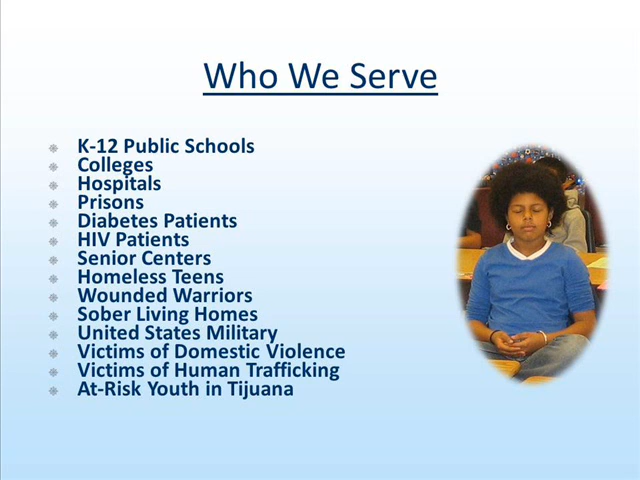 Who We Serve
K-12 Public Schools
Colleges
Hospitals
Prisons
Diabetes Patients
HIV Patients
Senior Centers
Homeless Teens
Wounded Warriors
Sober Living Homes
United States Military
Victims of Domestic Violence
Victims of Human Trafficking
At-Risk Youth in Tijuana